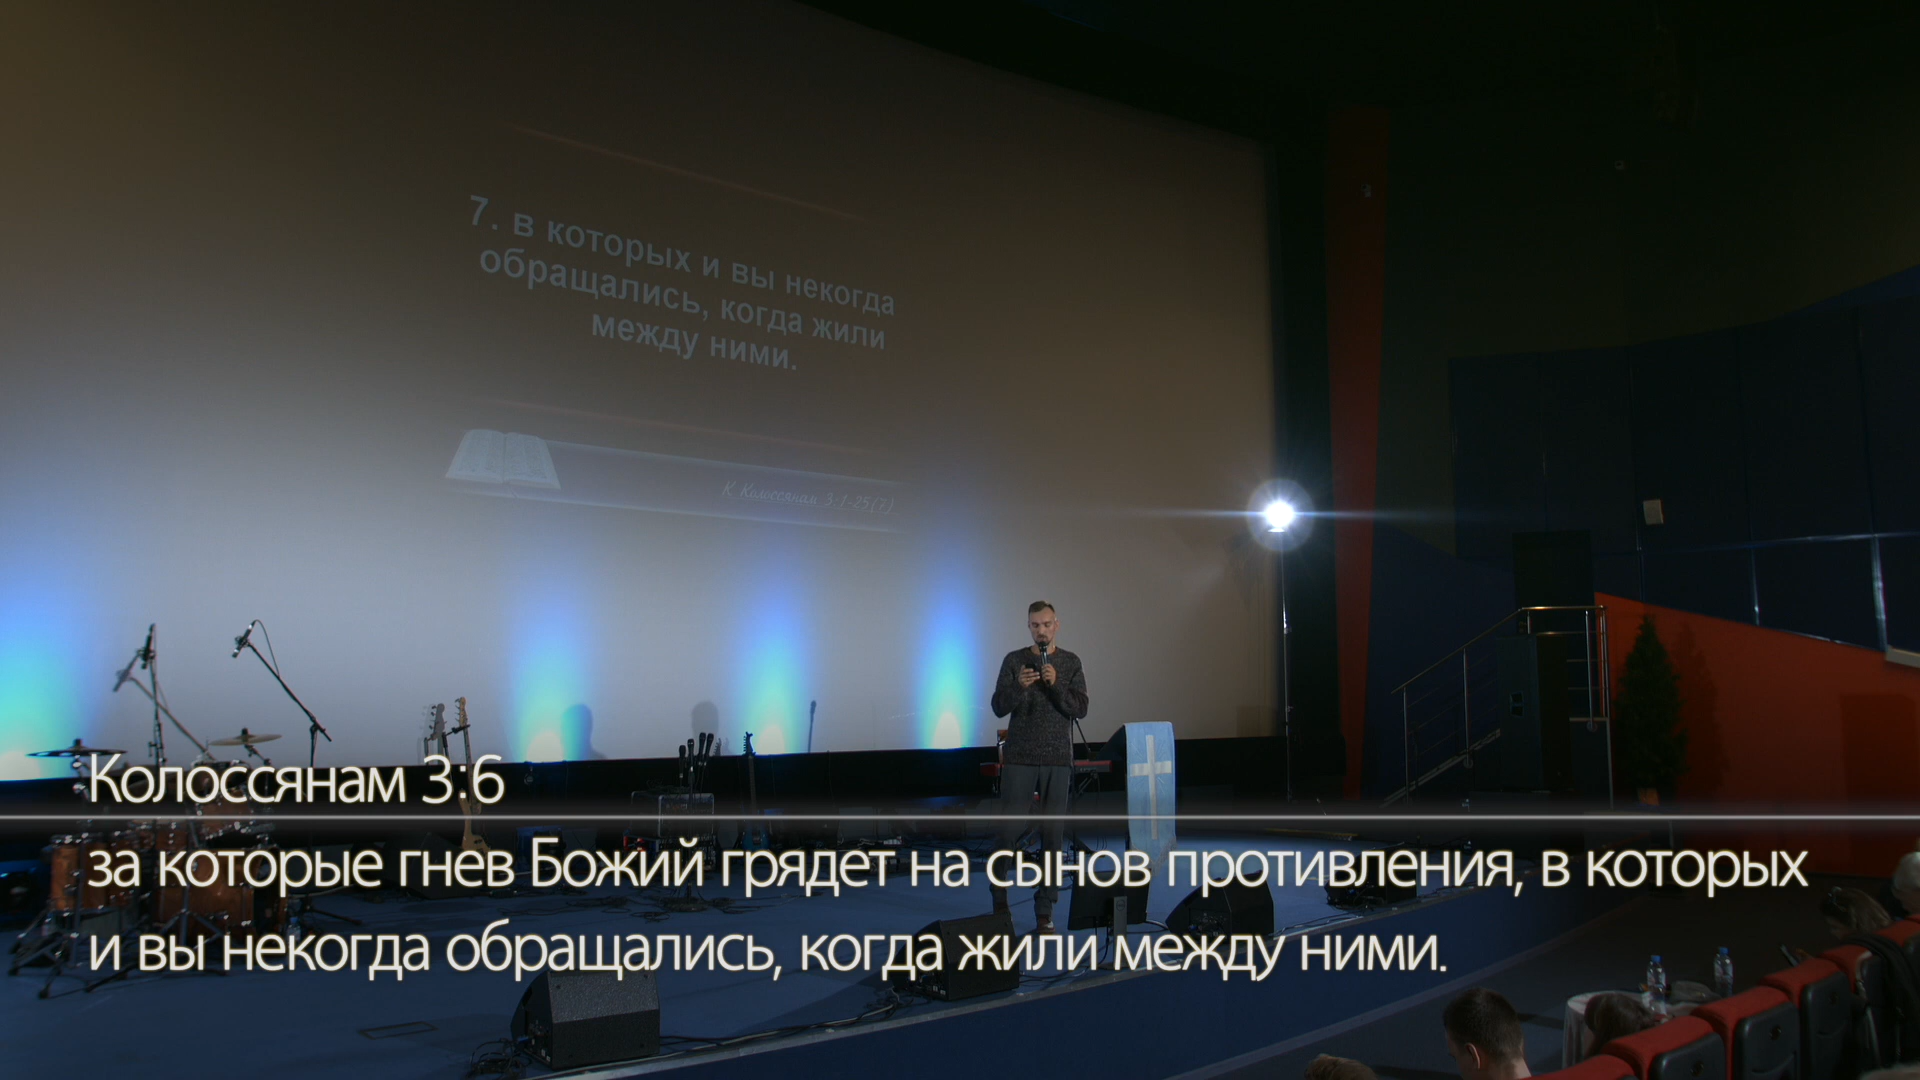 7. в которых и вы некогда
обращались, когда жили
между ними.
К Колоссянам 3:1-25(7)
Колоссянам 3:6
за которые гнев Божий грядет на сынов противления, в которых
и вы некогда обращались, когда жили между ними.